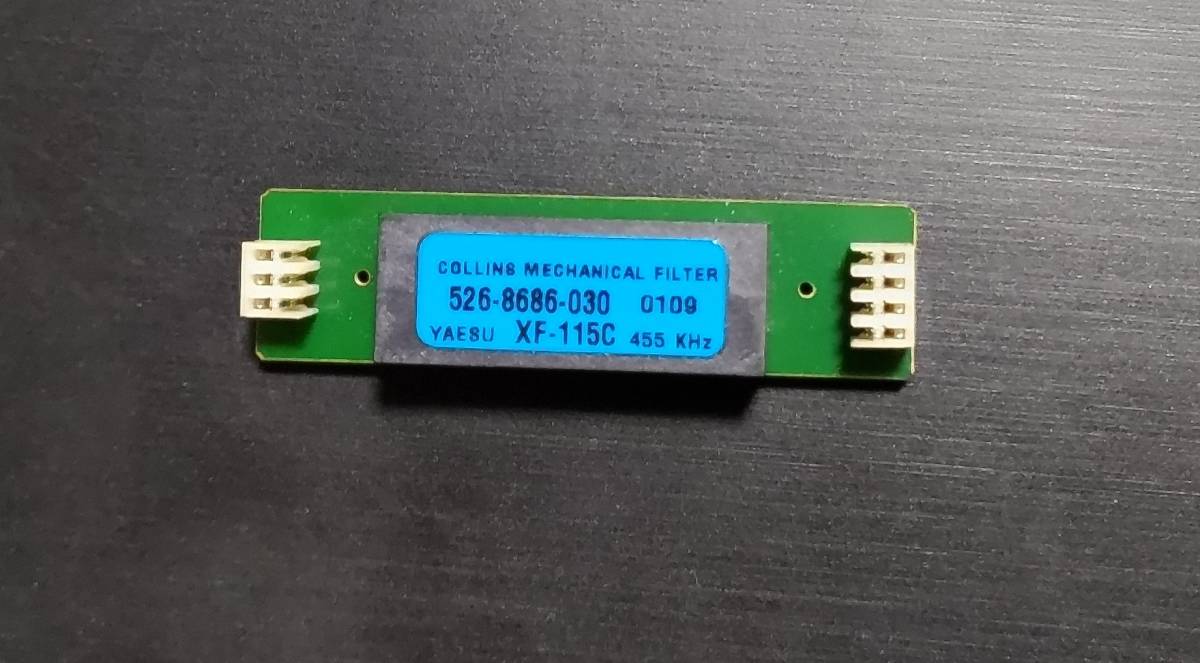 COLLINS MECHANICAL FILTER
526-8686-030 0109
YAESU XF-115C 455 KHz